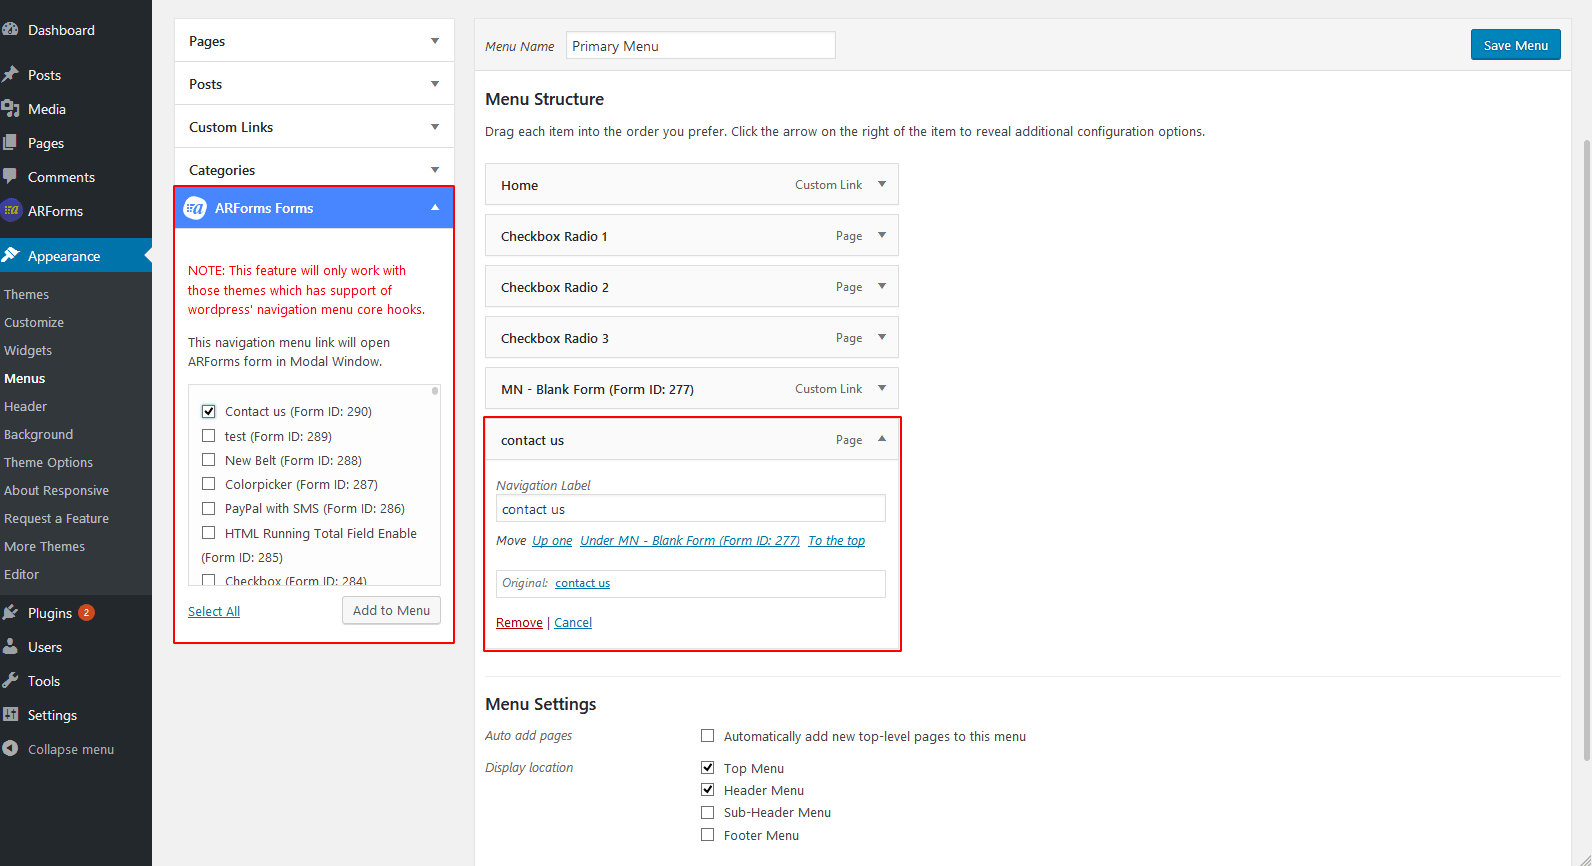 Dashboard
Posts
Media
Pages
Comments
ARForms
Appearance
Themes
Customize
Widgets
Menus
Header
Background
Theme Options
About Responsive
Request a Feature
More Themes
Editor
Plugins 2
Users
Tools
Settings
Collapse menu
Pages
Posts
Custom Links
Categories
ARForms Forms
NOTE: This feature will only work with
those themes which has support of
wordpress' navigation menu core hooks.
This navigation menu link will open
ARForms form in Modal Window.
Contact us (Form ID: 290)
test (Form ID: 289)
New Belt (Form ID: 288)
Colorpicker (Form ID: 287)
PayPal with SMS (Form ID: 286)
HTML Running Total Field Enable
(Form ID: 285)
Checkbox (Form ID: 284)
Select All
Add to Menu
Menu Name Primary Menu
Save Menu
Menu Structure
Drag each item into the order you prefer. Click the arrow on the right of the item to reveal additional configuration options.
Home Custom Link
Checkbox Radio 1 Page
Checkbox Radio 2 Page
Checkbox Radio 3 Page
MN - Blank Form (Form ID: 277) Custom Link
contact us Page
Navigation Label
contact us
Move Up one Under MN - Blank Form (Form ID: 277) To the top
Original: contact us
Remove | Cancel
Menu Settings
Auto add pages Automatically add new top-level pages to this menu
Display location Top Menu
Header Menu
Sub-Header Menu
Footer Menu